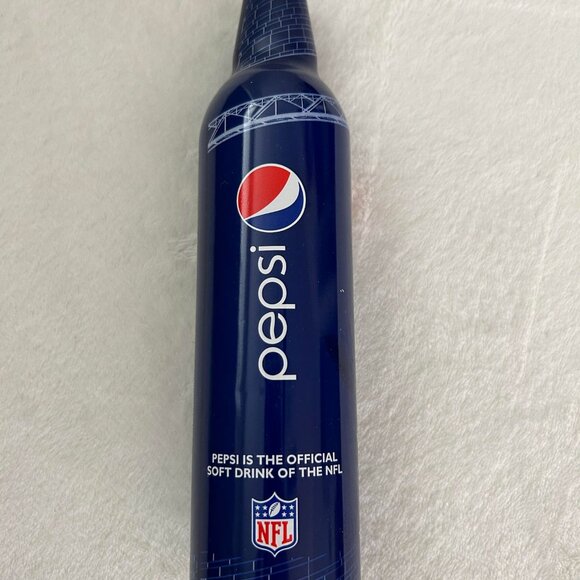 pepsi
PEPSI IS THE OFFICIAL
SOFT DRINK OF THE NFL
NFL